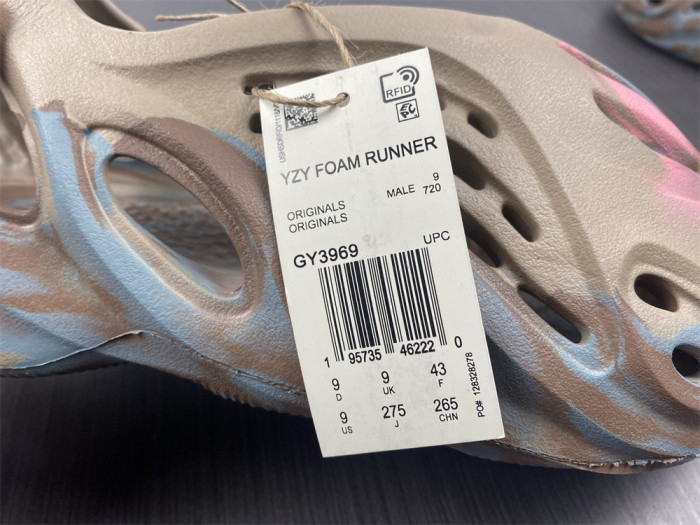 RFID
EPC
YZY FOAM RUNNER
ORIGINALS
ORIGINALS
MALE 9
720
GY3969
UPC
1 95735 46222 0
9 9 43
D UK F
9 275 265
US J CHN
PO# 128328278